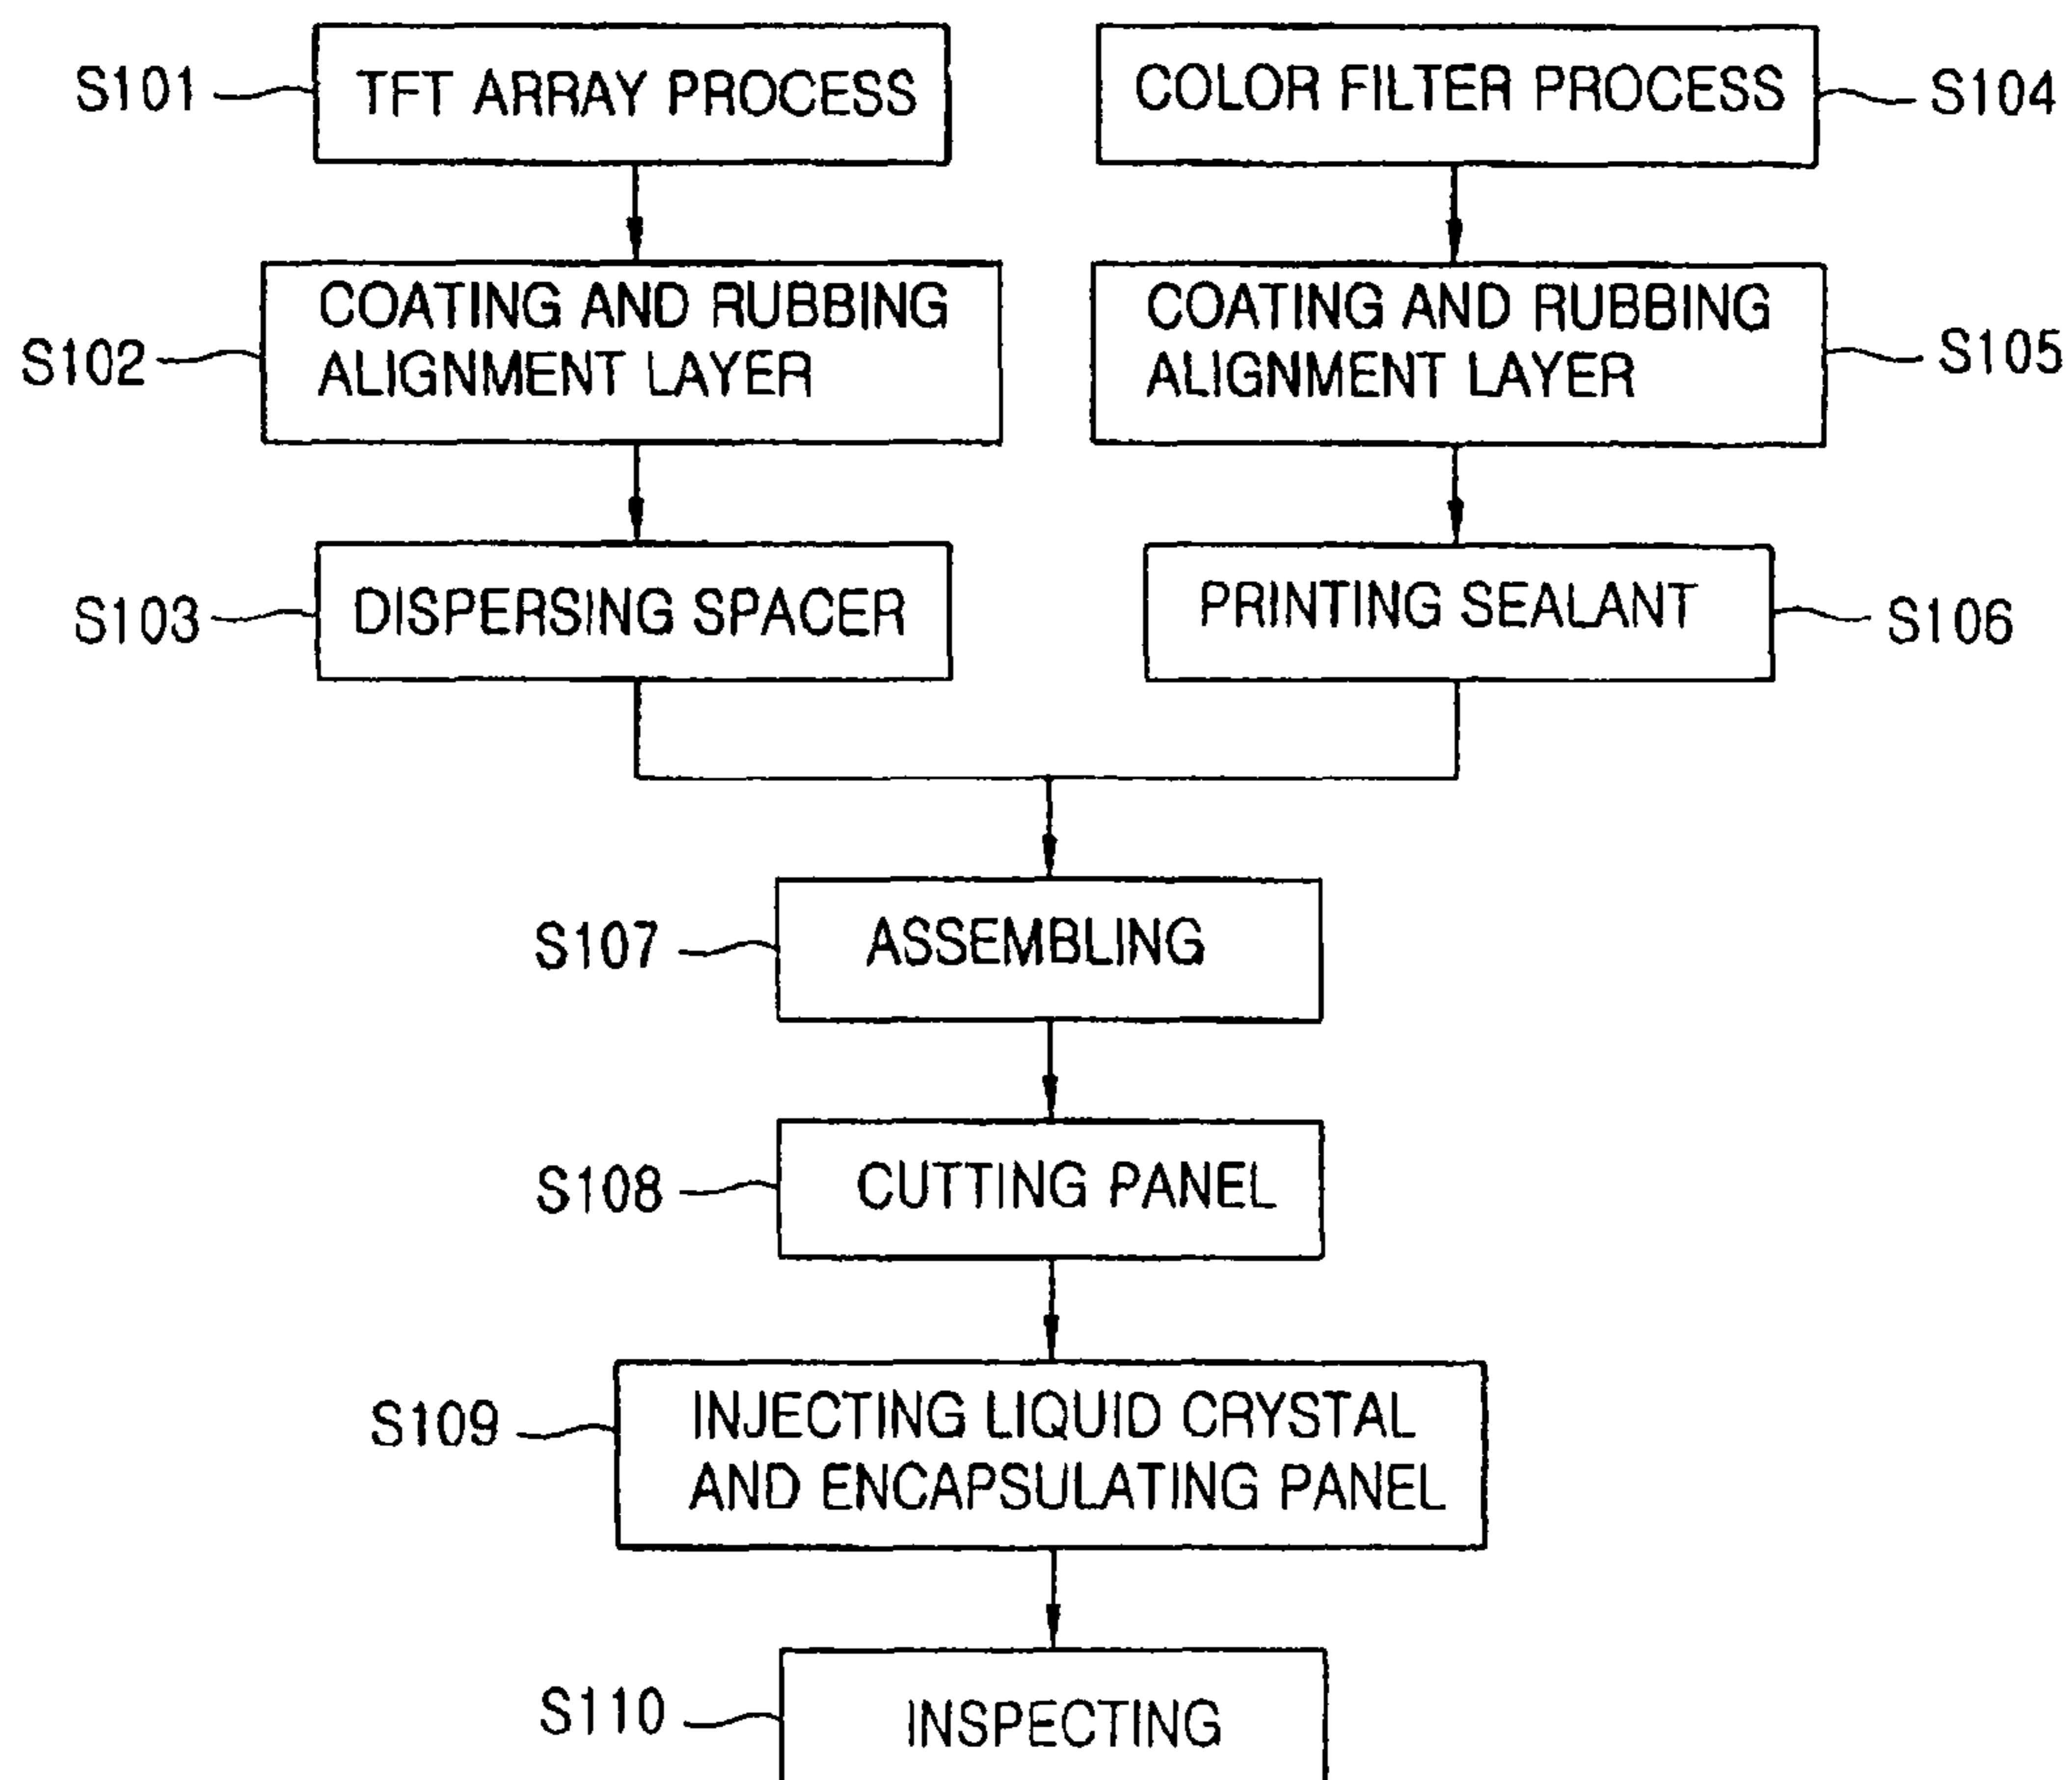 S101
TFT ARRAY PROCESS
COLOR FILTER PROCESS
S104
S102
COATING AND RUBBING
ALIGNMENT LAYER
COATING AND RUBBING
ALIGNMENT LAYER
S105
S103
DISPERSING SPACER
PRINTING SEALANT
S106
S107
ASSEMBLING
S108
CUTTING PANEL
S109
INJECTING LIQUID CRYSTAL
AND ENCAPSULATING PANEL
S110
INSPECTING